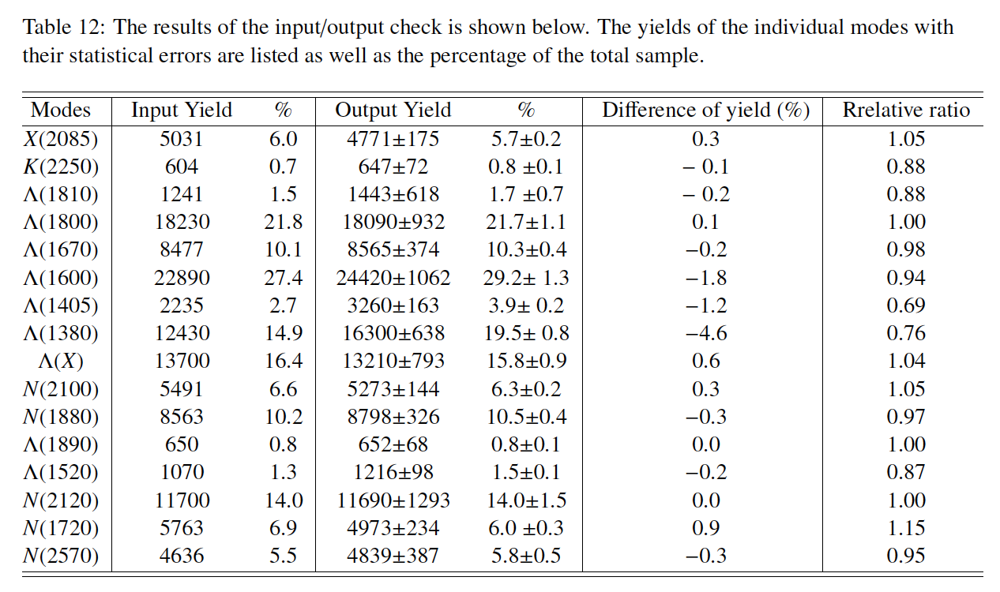 Table 12: The results of the input/output check is shown below. The yields of the individual modes with
their statistical errors are listed as well as the percentage of the total sample.
Modes Input Yield % Output Yield % Difference of yield (%) Rrelative ratio
X(2085) 5031 6.0 4771±175 5.7±0.2 0.3 1.05
K(2250) 604 0.7 647±72 0.8 ±0.1 − 0.1 0.88
Λ(1810) 1241 1.5 1443±618 1.7 ±0.7 − 0.2 0.88
Λ(1800) 18230 21.8 18090±932 21.7±1.1 0.1 1.00
Λ(1670) 8477 10.1 8565±374 10.3±0.4 −0.2 0.98
Λ(1600) 22890 27.4 24420±1062 29.2± 1.3 −1.8 0.94
Λ(1405) 2235 2.7 3260±163 3.9± 0.2 −1.2 0.69
Λ(1380) 12430 14.9 16300±638 19.5± 0.8 −4.6 0.76
Λ(X) 13700 16.4 13210±793 15.8±0.9 0.6 1.04
N(2100) 5491 6.6 5273±144 6.3±0.2 0.3 1.05
N(1880) 8563 10.2 8798±326 10.5±0.4 −0.3 0.97
Λ(1890) 650 0.8 652±68 0.8±0.1 0.0 1.00
Λ(1520) 1070 1.3 1216±98 1.5±0.1 −0.2 0.87
N(2120) 11700 14.0 11690±1293 14.0±1.5 0.0 1.00
N(1720) 5763 6.9 4973±234 6.0 ±0.3 0.9 1.15
N(2570) 4636 5.5 4839±387 5.8±0.5 −0.3 0.95